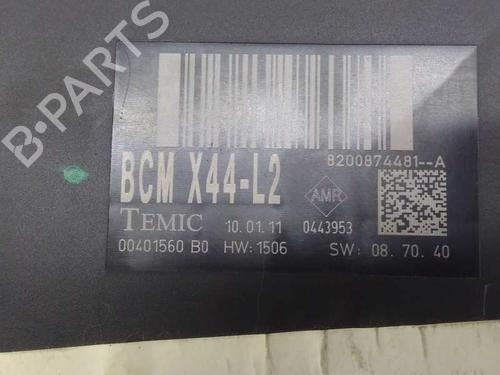 B-PARTS
8200874481--A
BCM X44-L2
AMR
TEMIC 10.01.11 0443953
00401560 B0 HW:1506 SW: 08. 70. 40